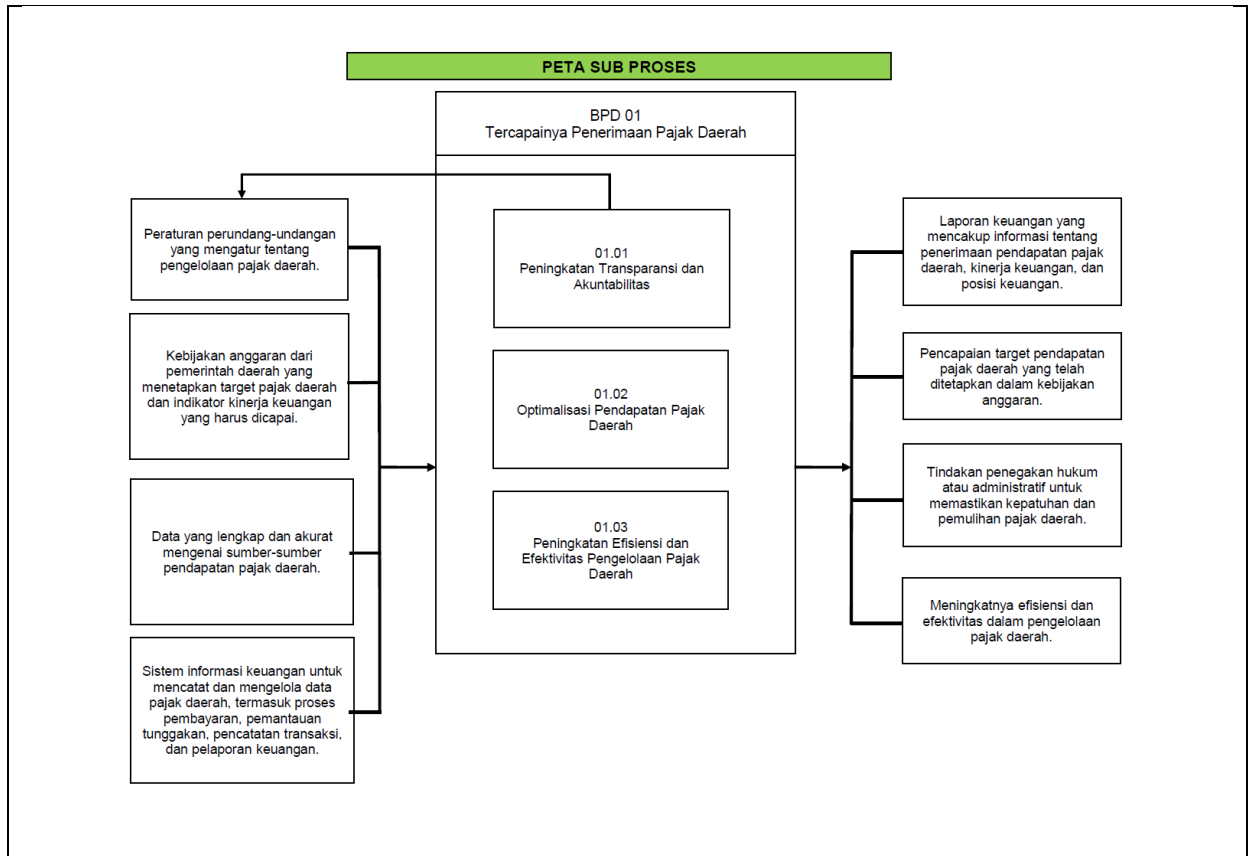 PETA SUB PROSES
BPD 01
Tercapainya Penerimaan Pajak Daerah
Peraturan perundang-undangan
yang mengatur tentang
pengelolaan pajak daerah.
Kebijakan anggaran dari
pemerintah daerah yang
menetapkan target pajak daerah
dan indikator kinerja keuangan
yang harus dicapai.
Data yang lengkap dan akurat
mengenai sumber-sumber
pendapatan pajak daerah.
Sistem informasi keuangan untuk
mencatat dan mengelola data
pajak daerah, termasuk proses
pembayaran, pemantauan
tunggakan, pencatatan transaksi,
dan pelaporan keuangan.
01.01
Peningkatan Transparansi dan
Akuntabilitas
01.02
Optimalisasi Pendapatan Pajak
Daerah
01.03
Peningkatan Efisiensi dan
Efektivitas Pengelolaan Pajak
Daerah
Laporan keuangan yang
mencakup informasi tentang
penerimaan pendapatan pajak
daerah, kinerja keuangan, dan
posisi keuangan.
Pencapaian target pendapatan
pajak daerah yang telah
ditetapkan dalam kebijakan
anggaran.
Tindakan penegakan hukum
atau administratif untuk
memastikan kepatuhan dan
pemulihan pajak daerah.
Meningkatnya efisiensi dan
efektivitas dalam pengelolaan
pajak daerah.